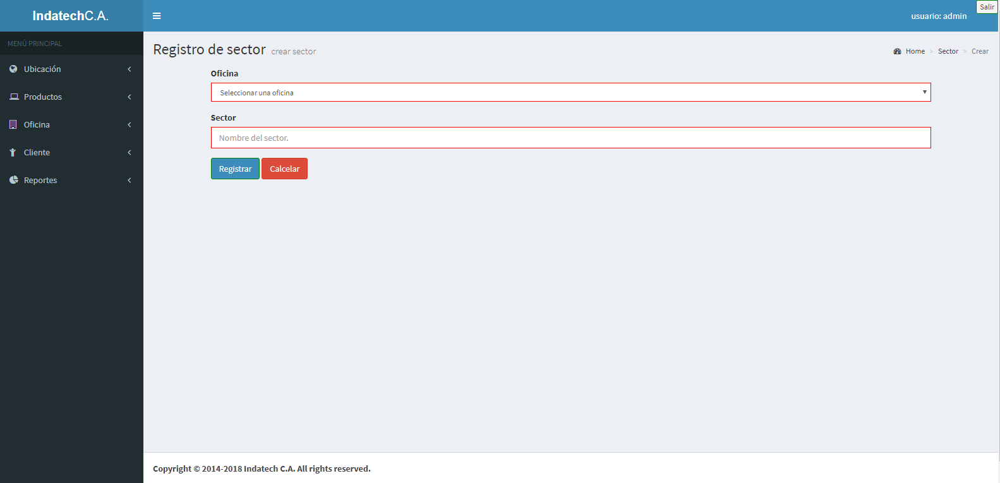 IndatechC.A.
usuario: admin
Salir
MENÚ PRINCIPAL
Ubicación
Productos
Oficina
Cliente
Reportes
Registro de sector crear sector
Home > Sector > Crear
Oficina
Seleccionar una oficina
Sector
Nombre del sector.
Registrar Calcelar
Copyright © 2014-2018 Indatech C.A. All rights reserved.